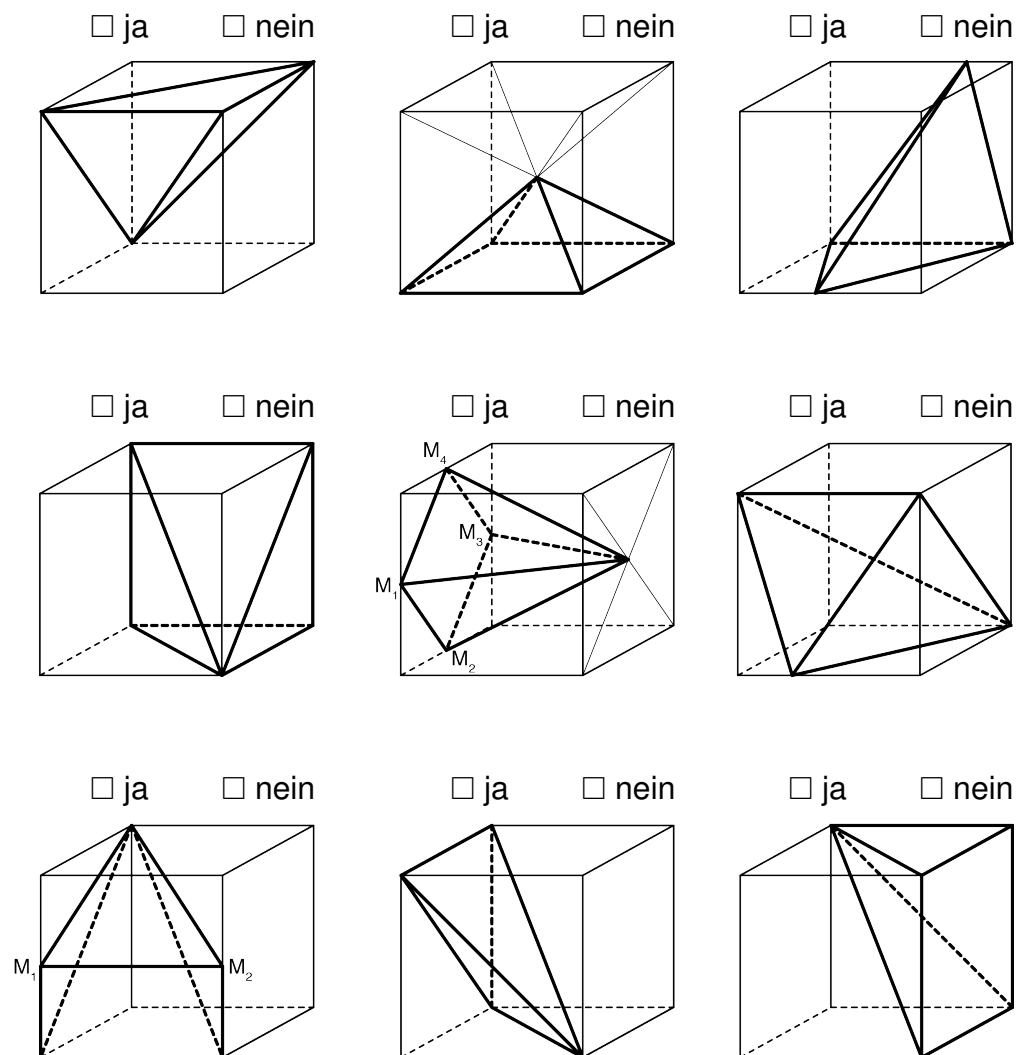 ☐ ja ☐ nein ☐ ja ☐ nein ☐ ja ☐ nein
☐ ja ☐ nein ☐ ja ☐ nein ☐ ja ☐ nein
M₄
M₃
M₁
M₂
☐ ja ☐ nein ☐ ja ☐ nein ☐ ja ☐ nein
M₁ M₂